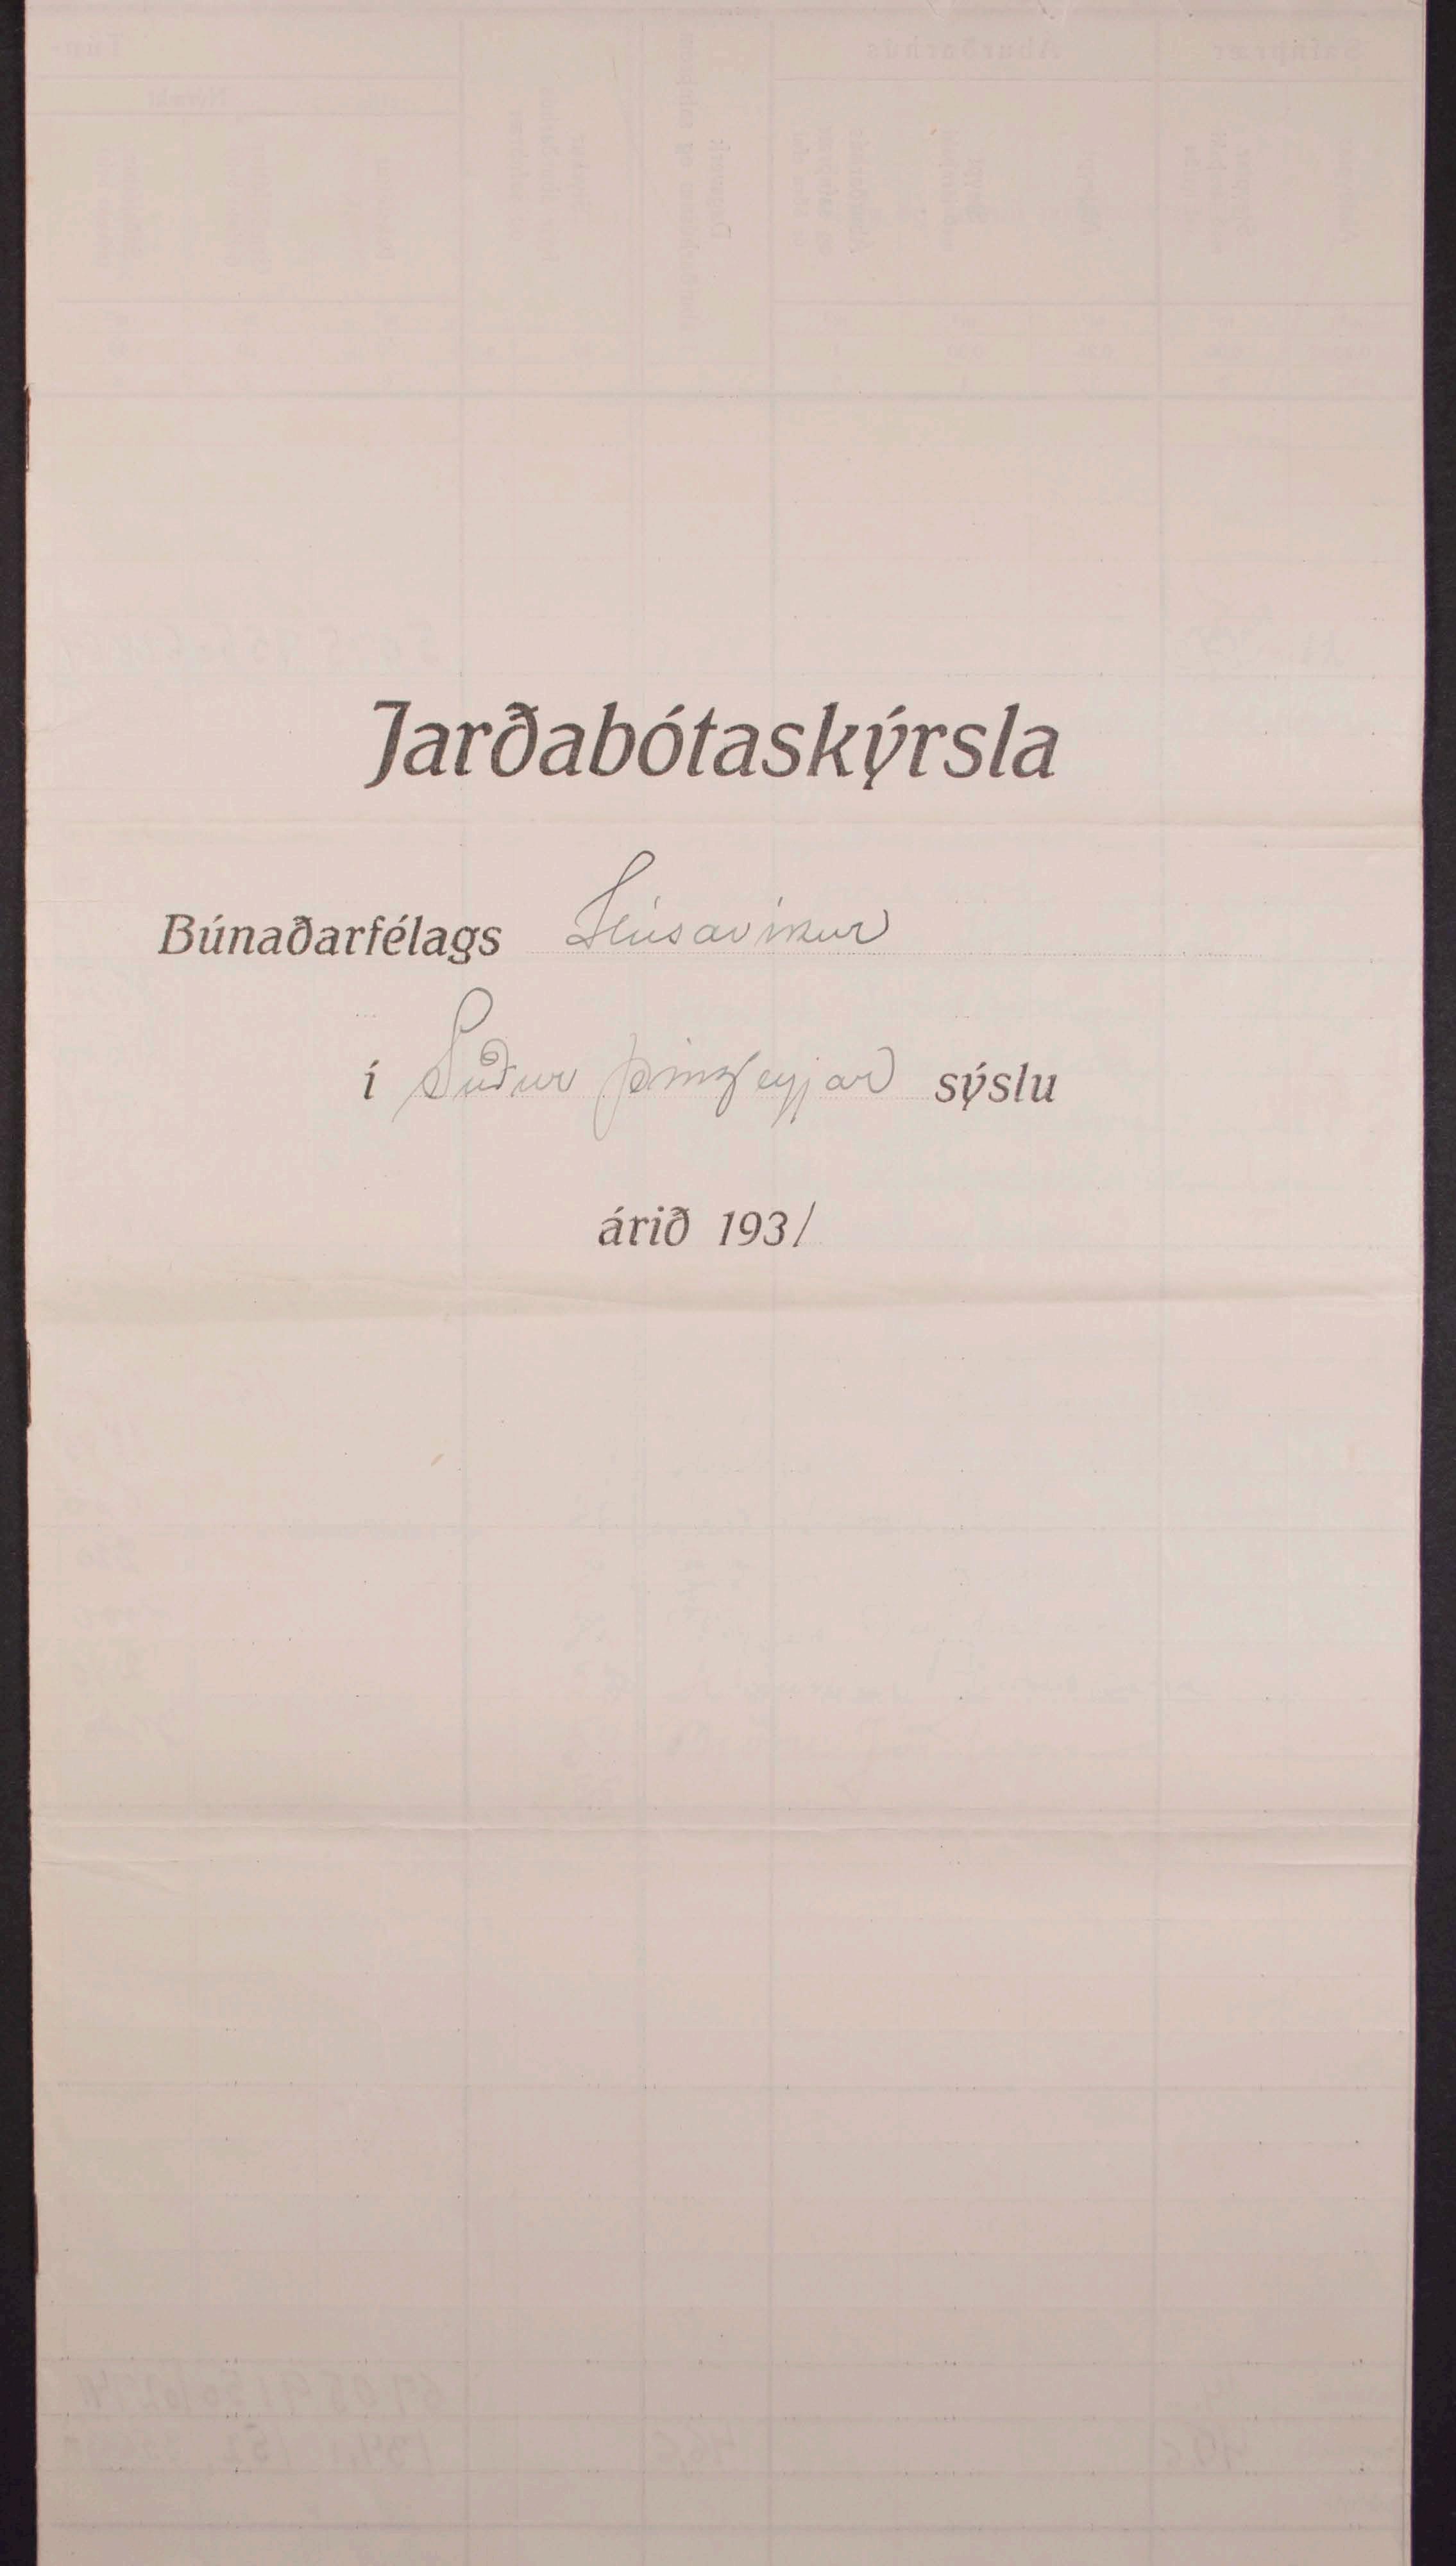 Jarðabótaskýrsla
Búnaðarfélags Húsavíkur
í Suður Þingeyjar sýslu
árið 1931